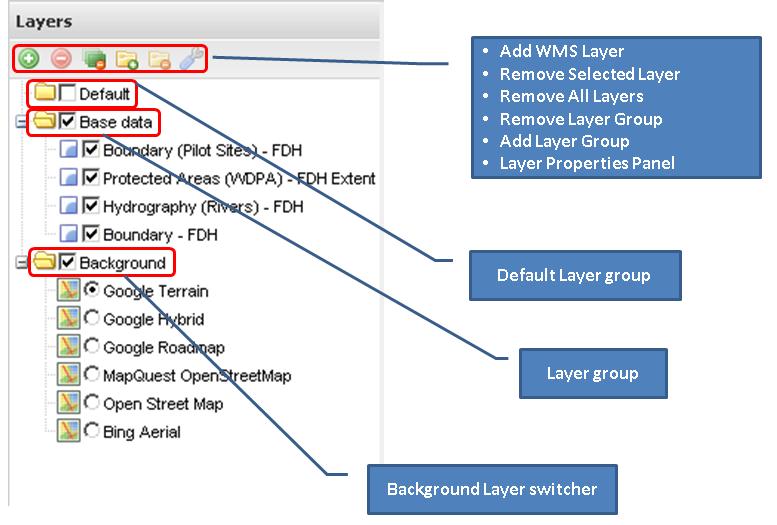 Layers
• Add WMS Layer
• Remove Selected Layer
• Remove All Layers
• Remove Layer Group
• Add Layer Group
• Layer Properties Panel
Default
Base data
Boundary (Pilot Sites) - FDH
Protected Areas (WDPA) - FDH Extent
Hydrography (Rivers) - FDH
Boundary - FDH
Background
Google Terrain
Google Hybrid
Google Roadmap
MapQuest OpenStreetMap
Open Street Map
Bing Aerial
Default Layer group
Layer group
Background Layer switcher